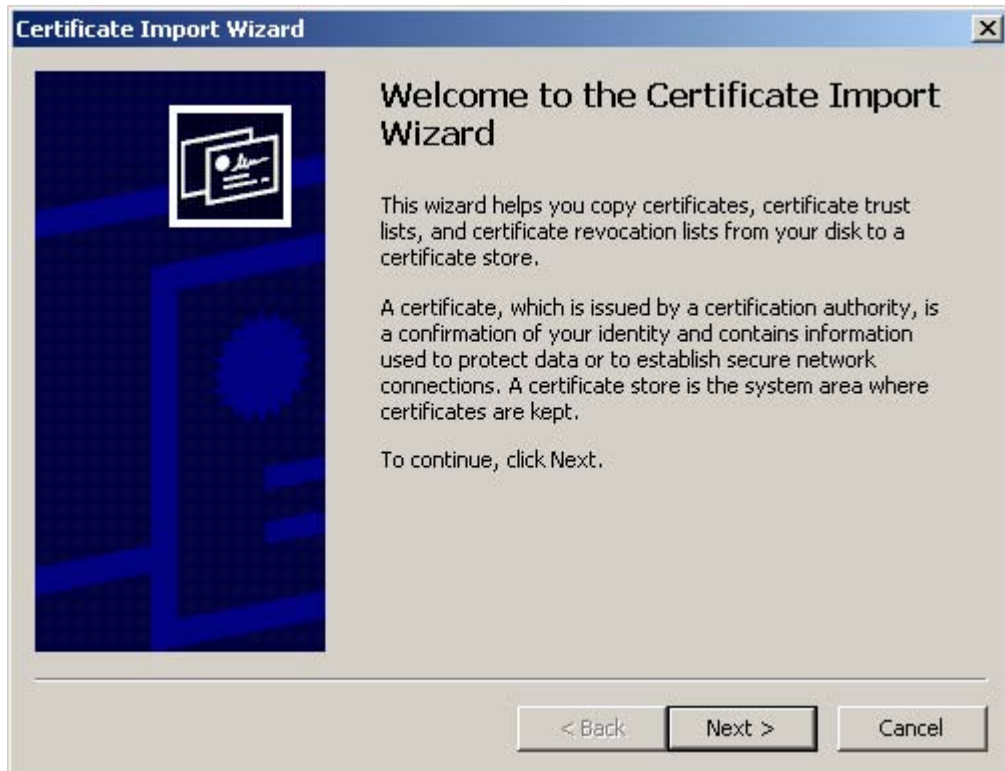 Certificate Import Wizard
Welcome to the Certificate Import
Wizard
This wizard helps you copy certificates, certificate trust
lists, and certificate revocation lists from your disk to a
certificate store.
A certificate, which is issued by a certification authority, is
a confirmation of your identity and contains information
used to protect data or to establish secure network
connections. A certificate store is the system area where
certificates are kept.
To continue, click Next.
< Back
Next >
Cancel